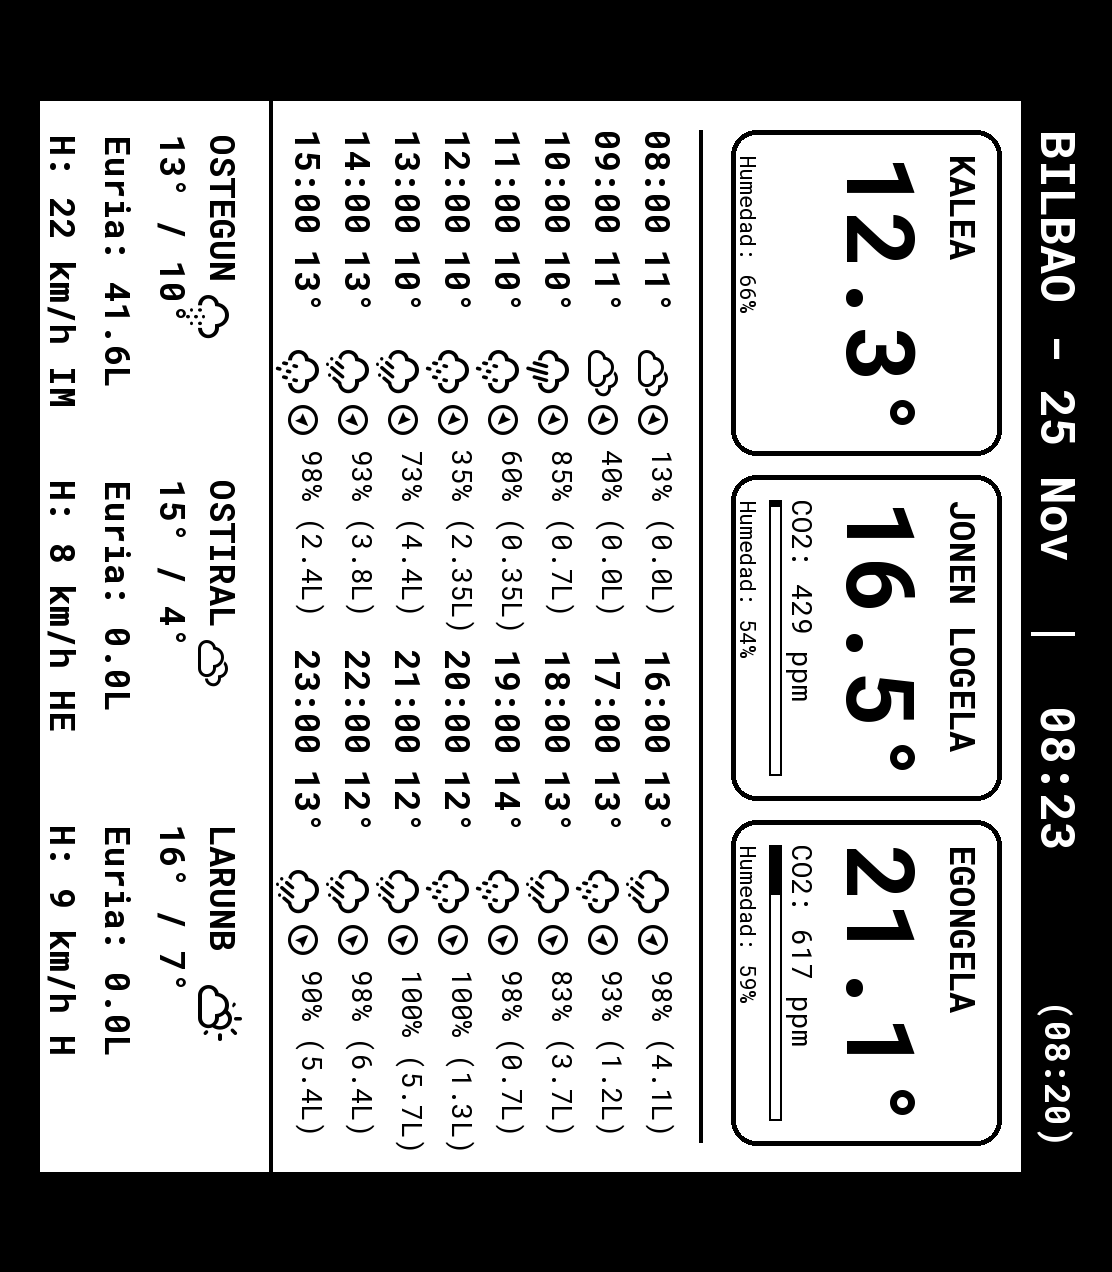 BILBAO - 25 Nov | 08:23 (08:20)
KALEA
12.3°
Humedad: 66%
JONEN LOGELA
16.5°
CO2: 429 ppm
Humedad: 54%
EGONGELA
21.1°
CO2: 617 ppm
Humedad: 59%
08:00 11° 13% (0.0L)
09:00 11° 40% (0.0L)
10:00 10° 85% (0.7L)
11:00 10° 60% (0.35L)
12:00 10° 35% (2.35L)
13:00 10° 73% (4.4L)
14:00 13° 93% (3.8L)
15:00 13° 98% (2.4L)
16:00 13° 98% (4.1L)
17:00 13° 93% (1.2L)
18:00 13° 83% (3.7L)
19:00 14° 98% (0.7L)
20:00 12° 100% (1.3L)
21:00 12° 100% (5.7L)
22:00 12° 98% (6.4L)
23:00 13° 90% (5.4L)
OSTEGUN
13° / 10°
Euria: 41.6L
H: 22 km/h IM
OSTIRAL
15° / 4°
Euria: 0.0L
H: 8 km/h HE
LARUNB
16° / 7°
Euria: 0.0L
H: 9 km/h H